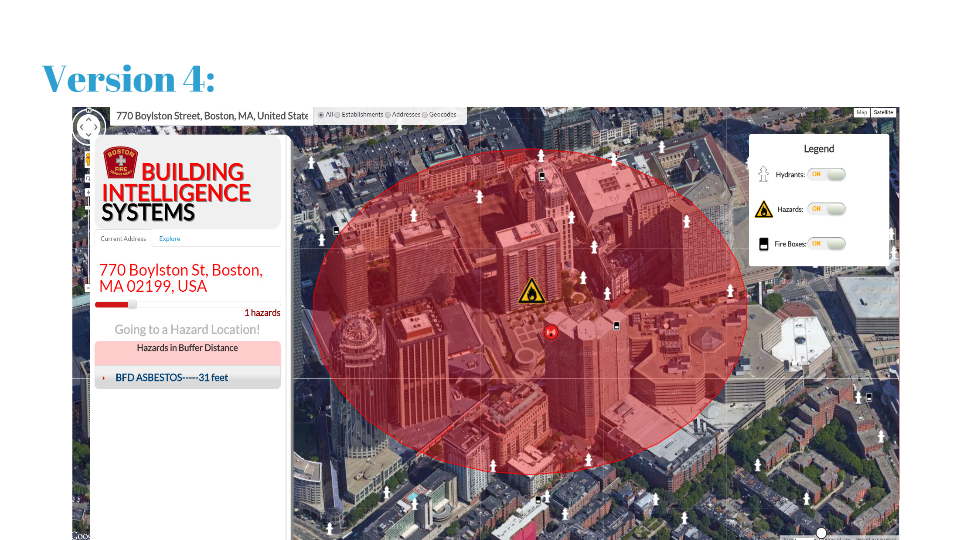 Version 4:
770 Boylston Street, Boston, MA, United State
All Establishments Addresses Geocodes
Map Satellite
BOSTON
FIRE
BUILDING
INTELLIGENCE
SYSTEMS
Legend
Hydrants: ON
Hazards: ON
Fire Boxes: ON
Current Address Explore
770 Boylston St, Boston,
MA 02199, USA
1 hazards
Going to a Hazard Location!
Hazards in Buffer Distance
BFD ASBESTOS-----31 feet
Goo